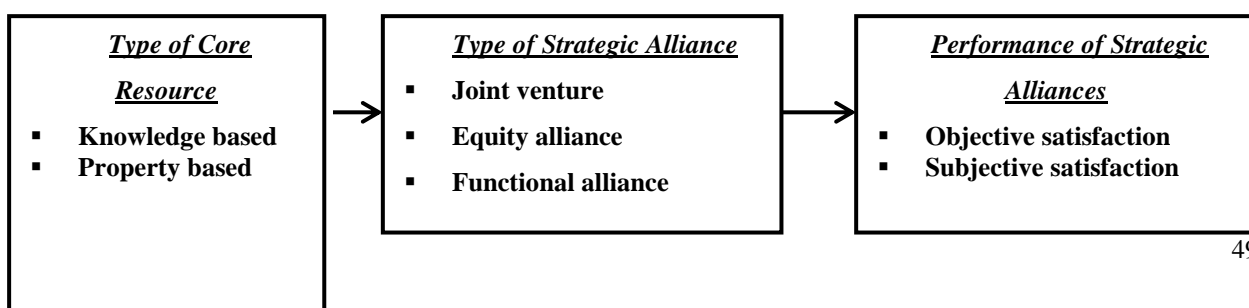 Type of Core
Resource
▪ Knowledge based
▪ Property based
Type of Strategic Alliance
▪ Joint venture
▪ Equity alliance
▪ Functional alliance
Performance of Strategic
Alliances
▪ Objective satisfaction
▪ Subjective satisfaction
49